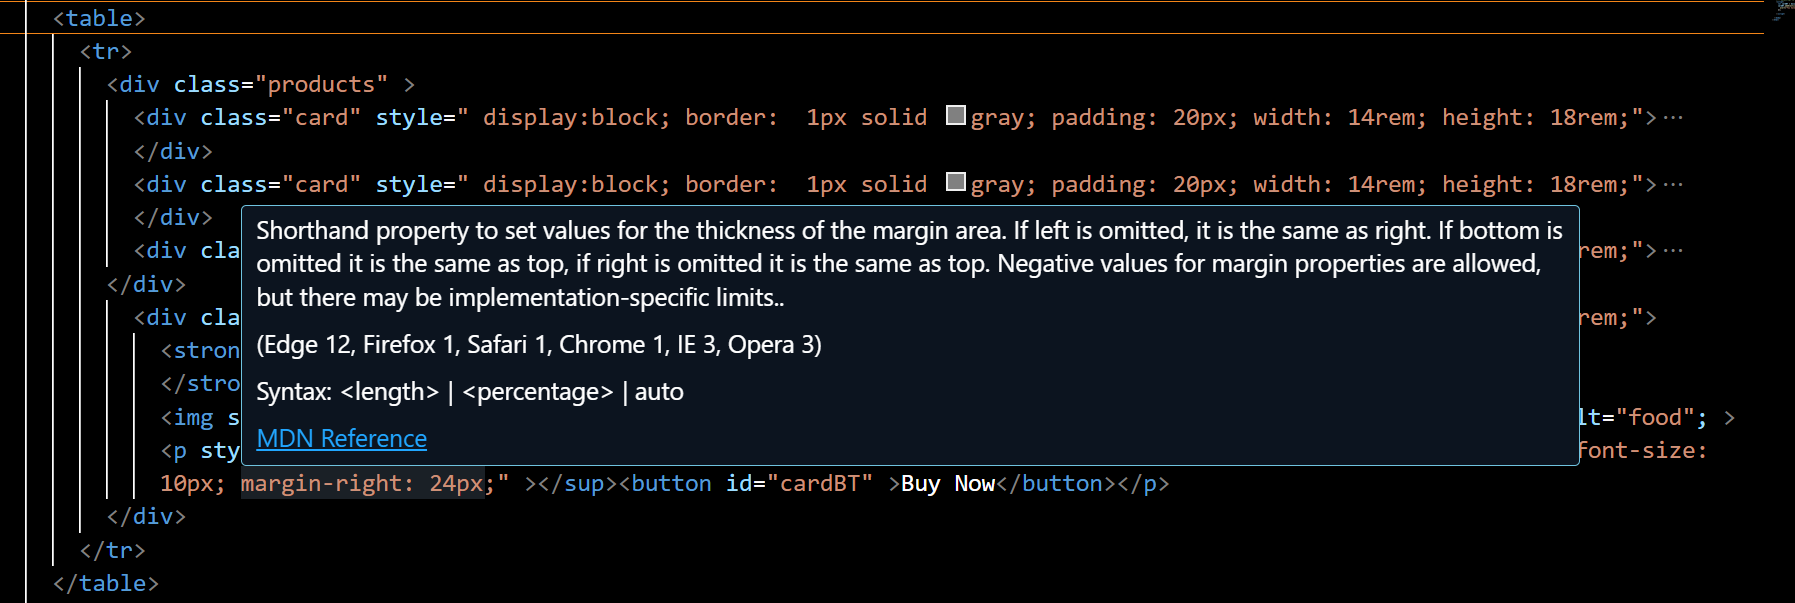 <table>
<tr>
<div class="products" >
<div class="card" style=" display:block; border:  1px solid gray; padding: 20px; width: 14rem; height: 18rem;">···
</div>
<div class="card" style=" display:block; border:  1px solid gray; padding: 20px; width: 14rem; height: 18rem;">···
</div>
Shorthand property to set values for the thickness of the margin area. If left is omitted, it is the same as right. If bottom is
<div cla rem;">···
omitted it is the same as top, if right is omitted it is the same as top. Negative values for margin properties are allowed,
</div>
but there may be implementation-specific limits..
<div cla rem;">
(Edge 12, Firefox 1, Safari 1, Chrome 1, IE 3, Opera 3)
<stron
</stro
Syntax: <length> | <percentage> | auto
<img s lt="food"; >
MDN Reference
<p sty font-size:
10px; margin-right: 24px;" ></sup><button id="cardBT" >Buy Now</button></p>
</div>
</tr>
</table>